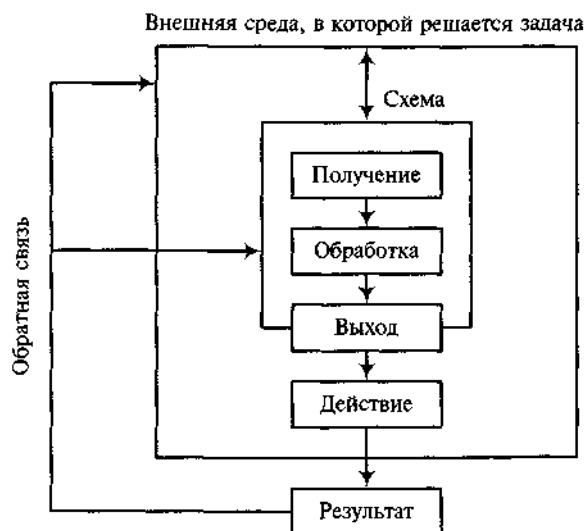 Внешняя среда, в которой решается задача
Схема
Получение
Обработка
Выход
Действие
Результат
Обратная связь